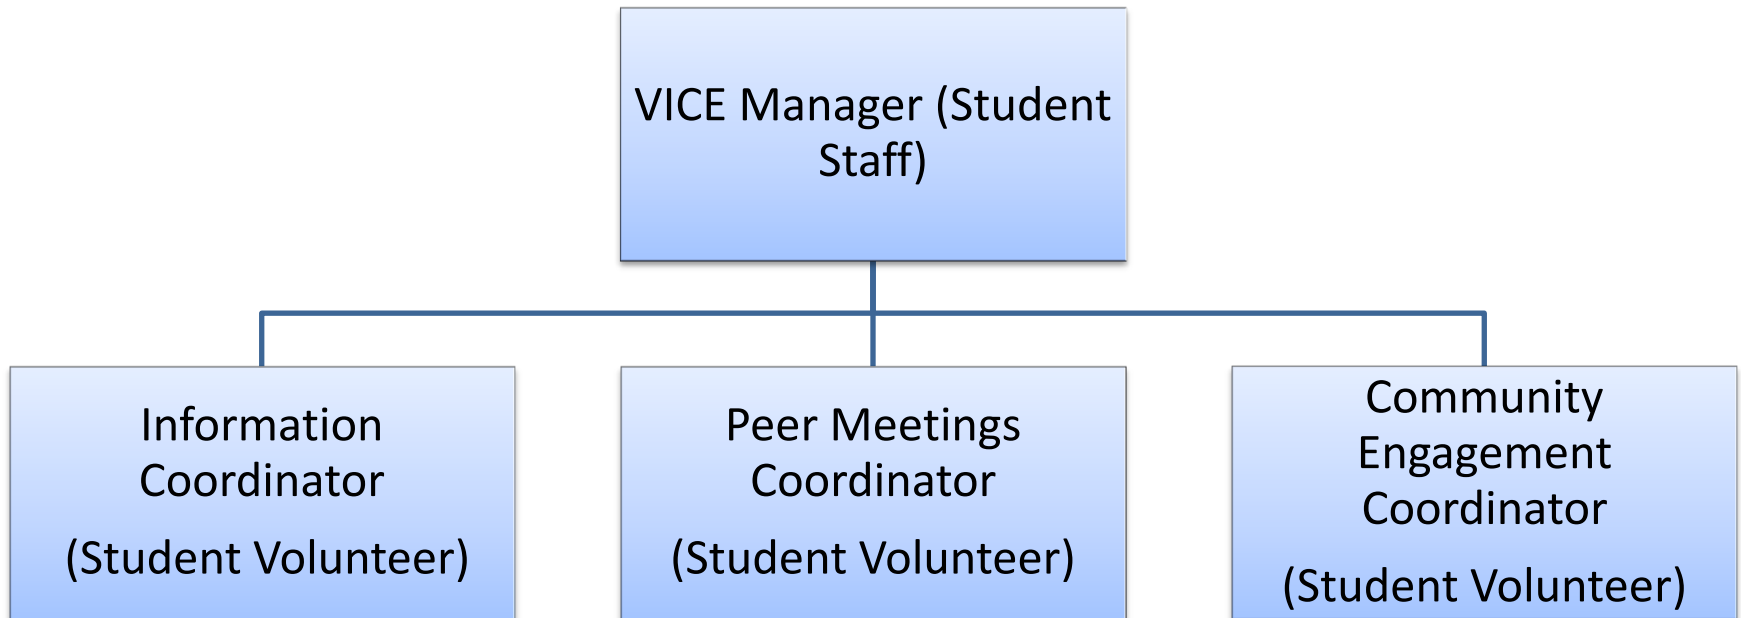 VICE Manager (Student
Staff)
Information
Coordinator
(Student Volunteer)
Peer Meetings
Coordinator
(Student Volunteer)
Community
Engagement
Coordinator
(Student Volunteer)